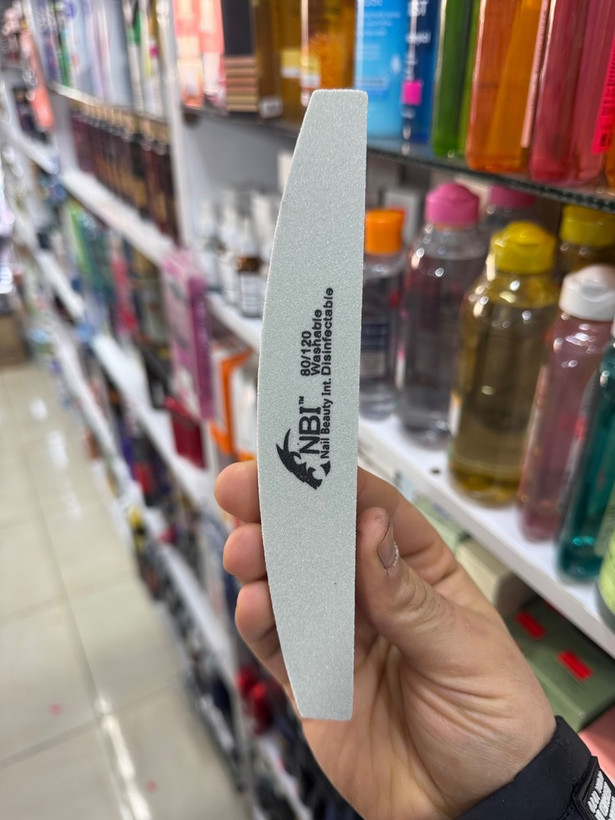 80/120
Washable
Nail Beauty Int. Disinfectable
NBI™